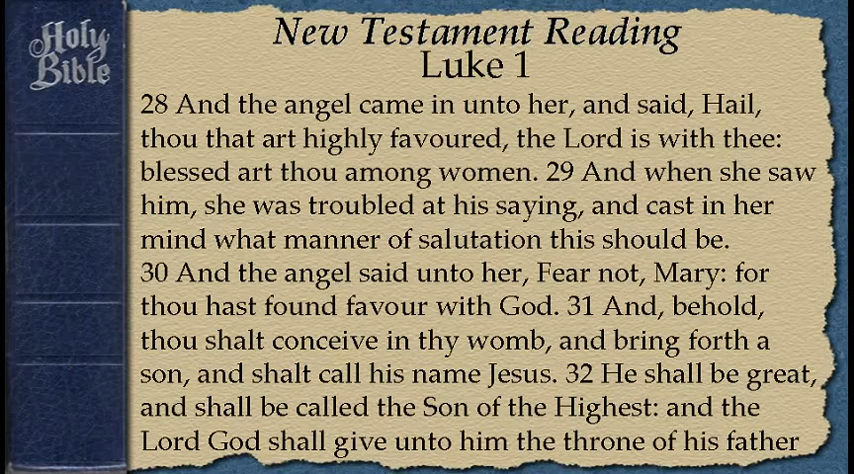 Holy
Bible
New Testament Reading
Luke 1
28 And the angel came in unto her, and said, Hail,
thou that art highly favoured, the Lord is with thee:
blessed art thou among women. 29 And when she saw
him, she was troubled at his saying, and cast in her
mind what manner of salutation this should be.
30 And the angel said unto her, Fear not, Mary: for
thou hast found favour with God. 31 And, behold,
thou shalt conceive in thy womb, and bring forth a
son, and shalt call his name Jesus. 32 He shall be great,
and shall be called the Son of the Highest: and the
Lord God shall give unto him the throne of his father